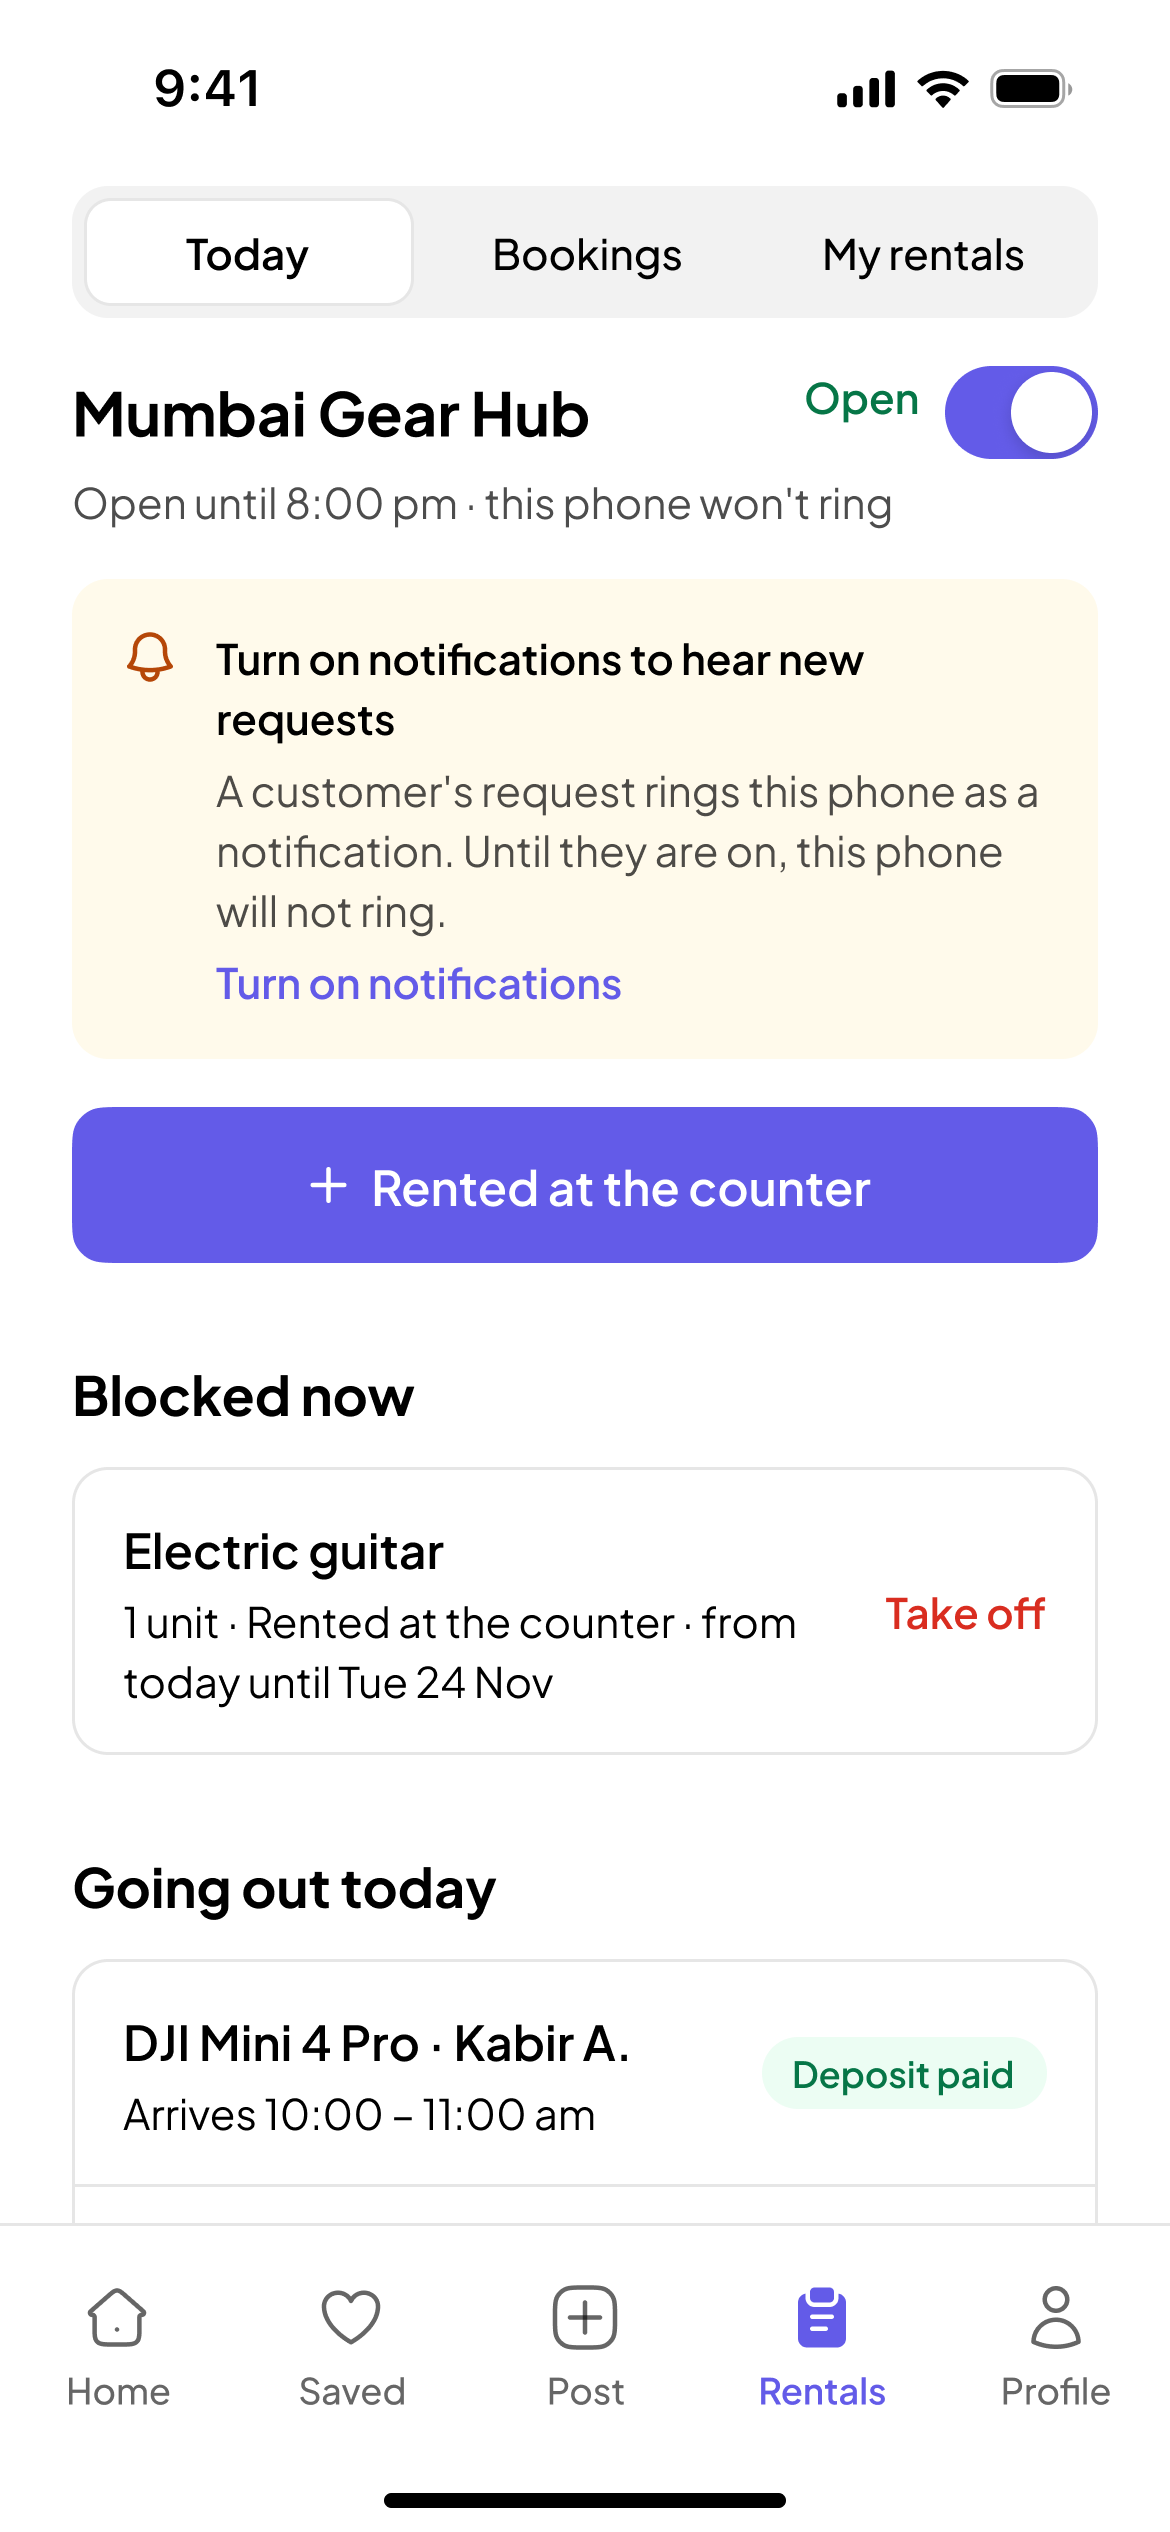 9:41
Today
Bookings
My rentals
Mumbai Gear Hub
Open
Open until 8:00 pm · this phone won't ring
Turn on notifications to hear new
requests
A customer's request rings this phone as a
notification. Until they are on, this phone
will not ring.
Turn on notifications
+ Rented at the counter
Blocked now
Electric guitar
1 unit · Rented at the counter · from
today until Tue 24 Nov
Take off
Going out today
DJI Mini 4 Pro · Kabir A.
Arrives 10:00 – 11:00 am
Deposit paid
Home
Saved
Post
Rentals
Profile